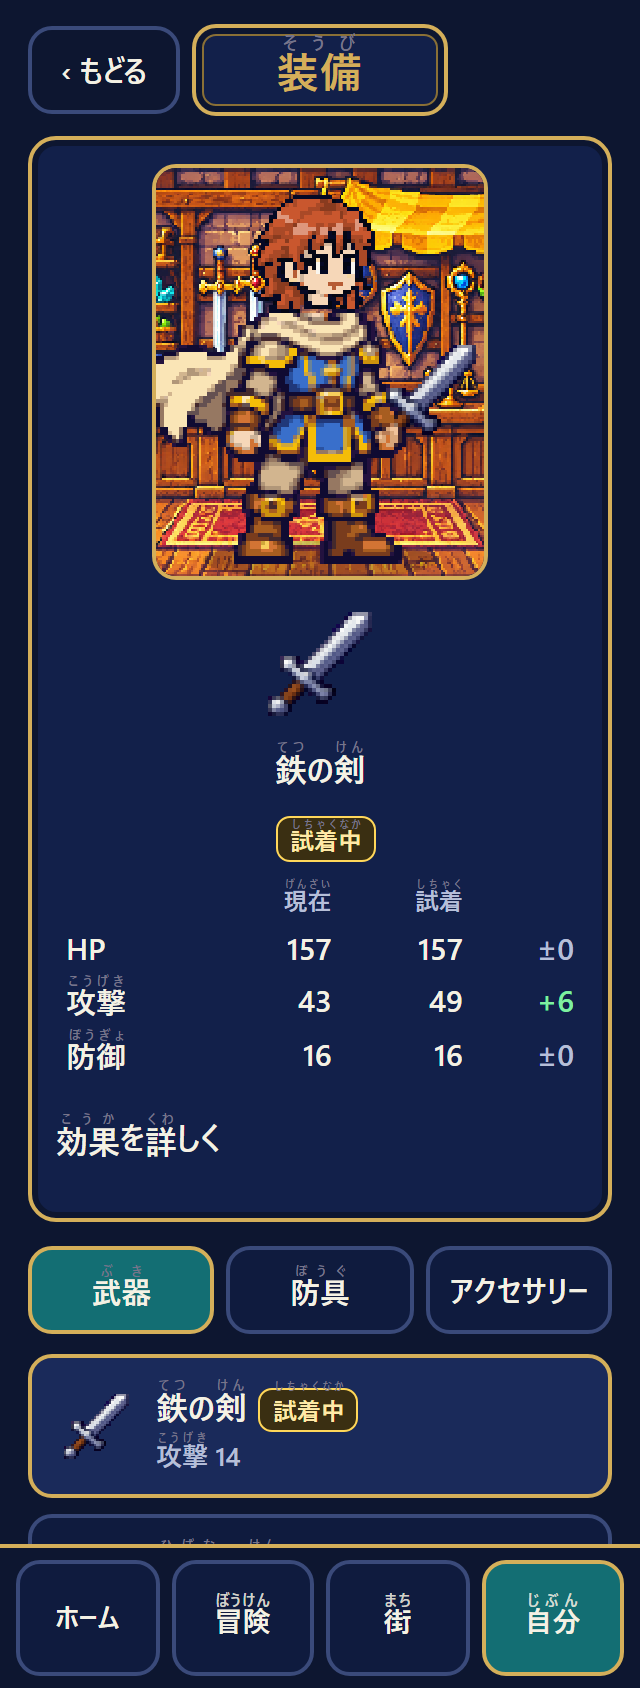 ‹ もどる
そうび
装備
てつ けん
鉄の剣
しちゃくなか
試着中
げんざい しちゃく
現在 試着
HP 157 157 ±0
こうげき
攻撃 43 49 +6
ぼうぎょ
防御 16 16 ±0
こうか くわ
効果を詳しく
ぶき ぼうぐ
武器 防具 アクセサリー
てつ けん しちゃくなか
鉄の剣 試着中
こうげき
攻撃 14
ぼうけん まち じぶん
ホーム 冒険 街 自分